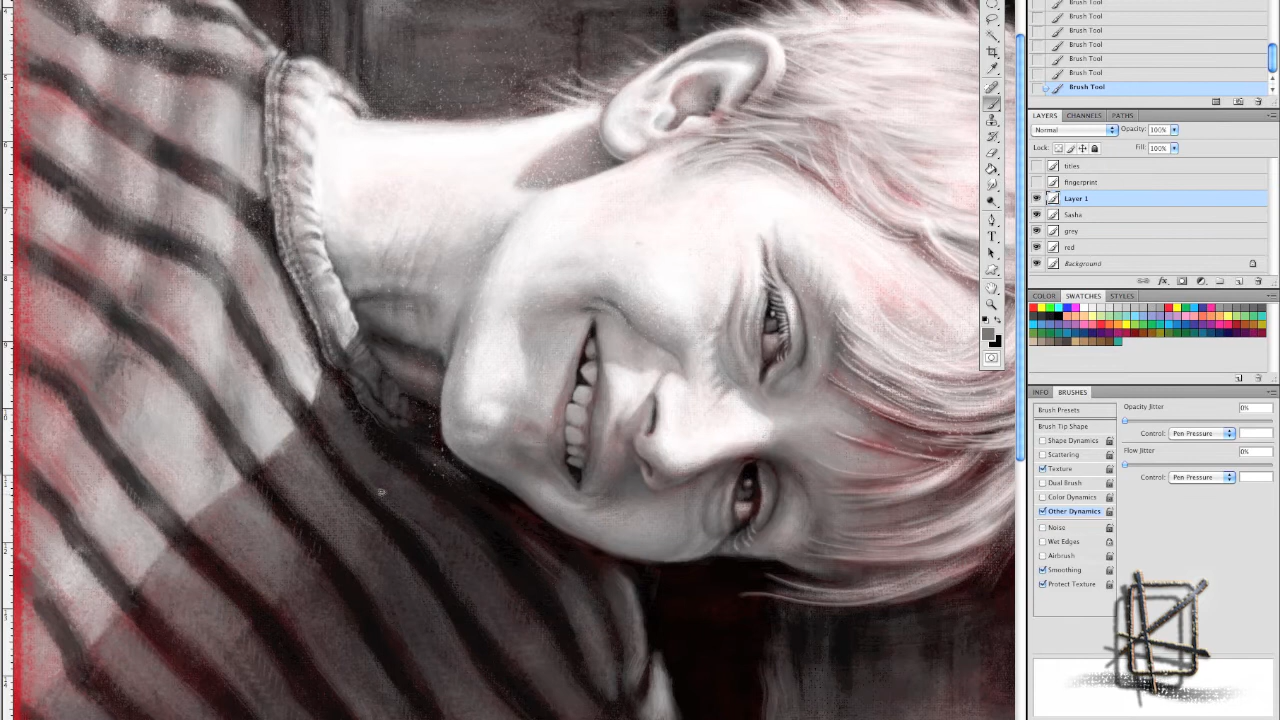 Brush Tool
Brush Tool
Brush Tool
Brush Tool
Brush Tool
Brush Tool
Brush Tool
LAYERS CHANNELS PATHS
Normal Opacity: 100%
Lock: Fill: 100%
titles
fingerprint
Layer 1
Sasha
grey
red
Background
COLOR SWATCHES STYLES
INFO BRUSHES
Brush Presets Opacity Jitter 0%
Brush Tip Shape Control: Pen Pressure
Shape Dynamics
Scattering Flow Jitter 0%
Texture Control: Pen Pressure
Dual Brush
Color Dynamics
Other Dynamics
Noise
Wet Edges
Airbrush
Smoothing
Protect Texture